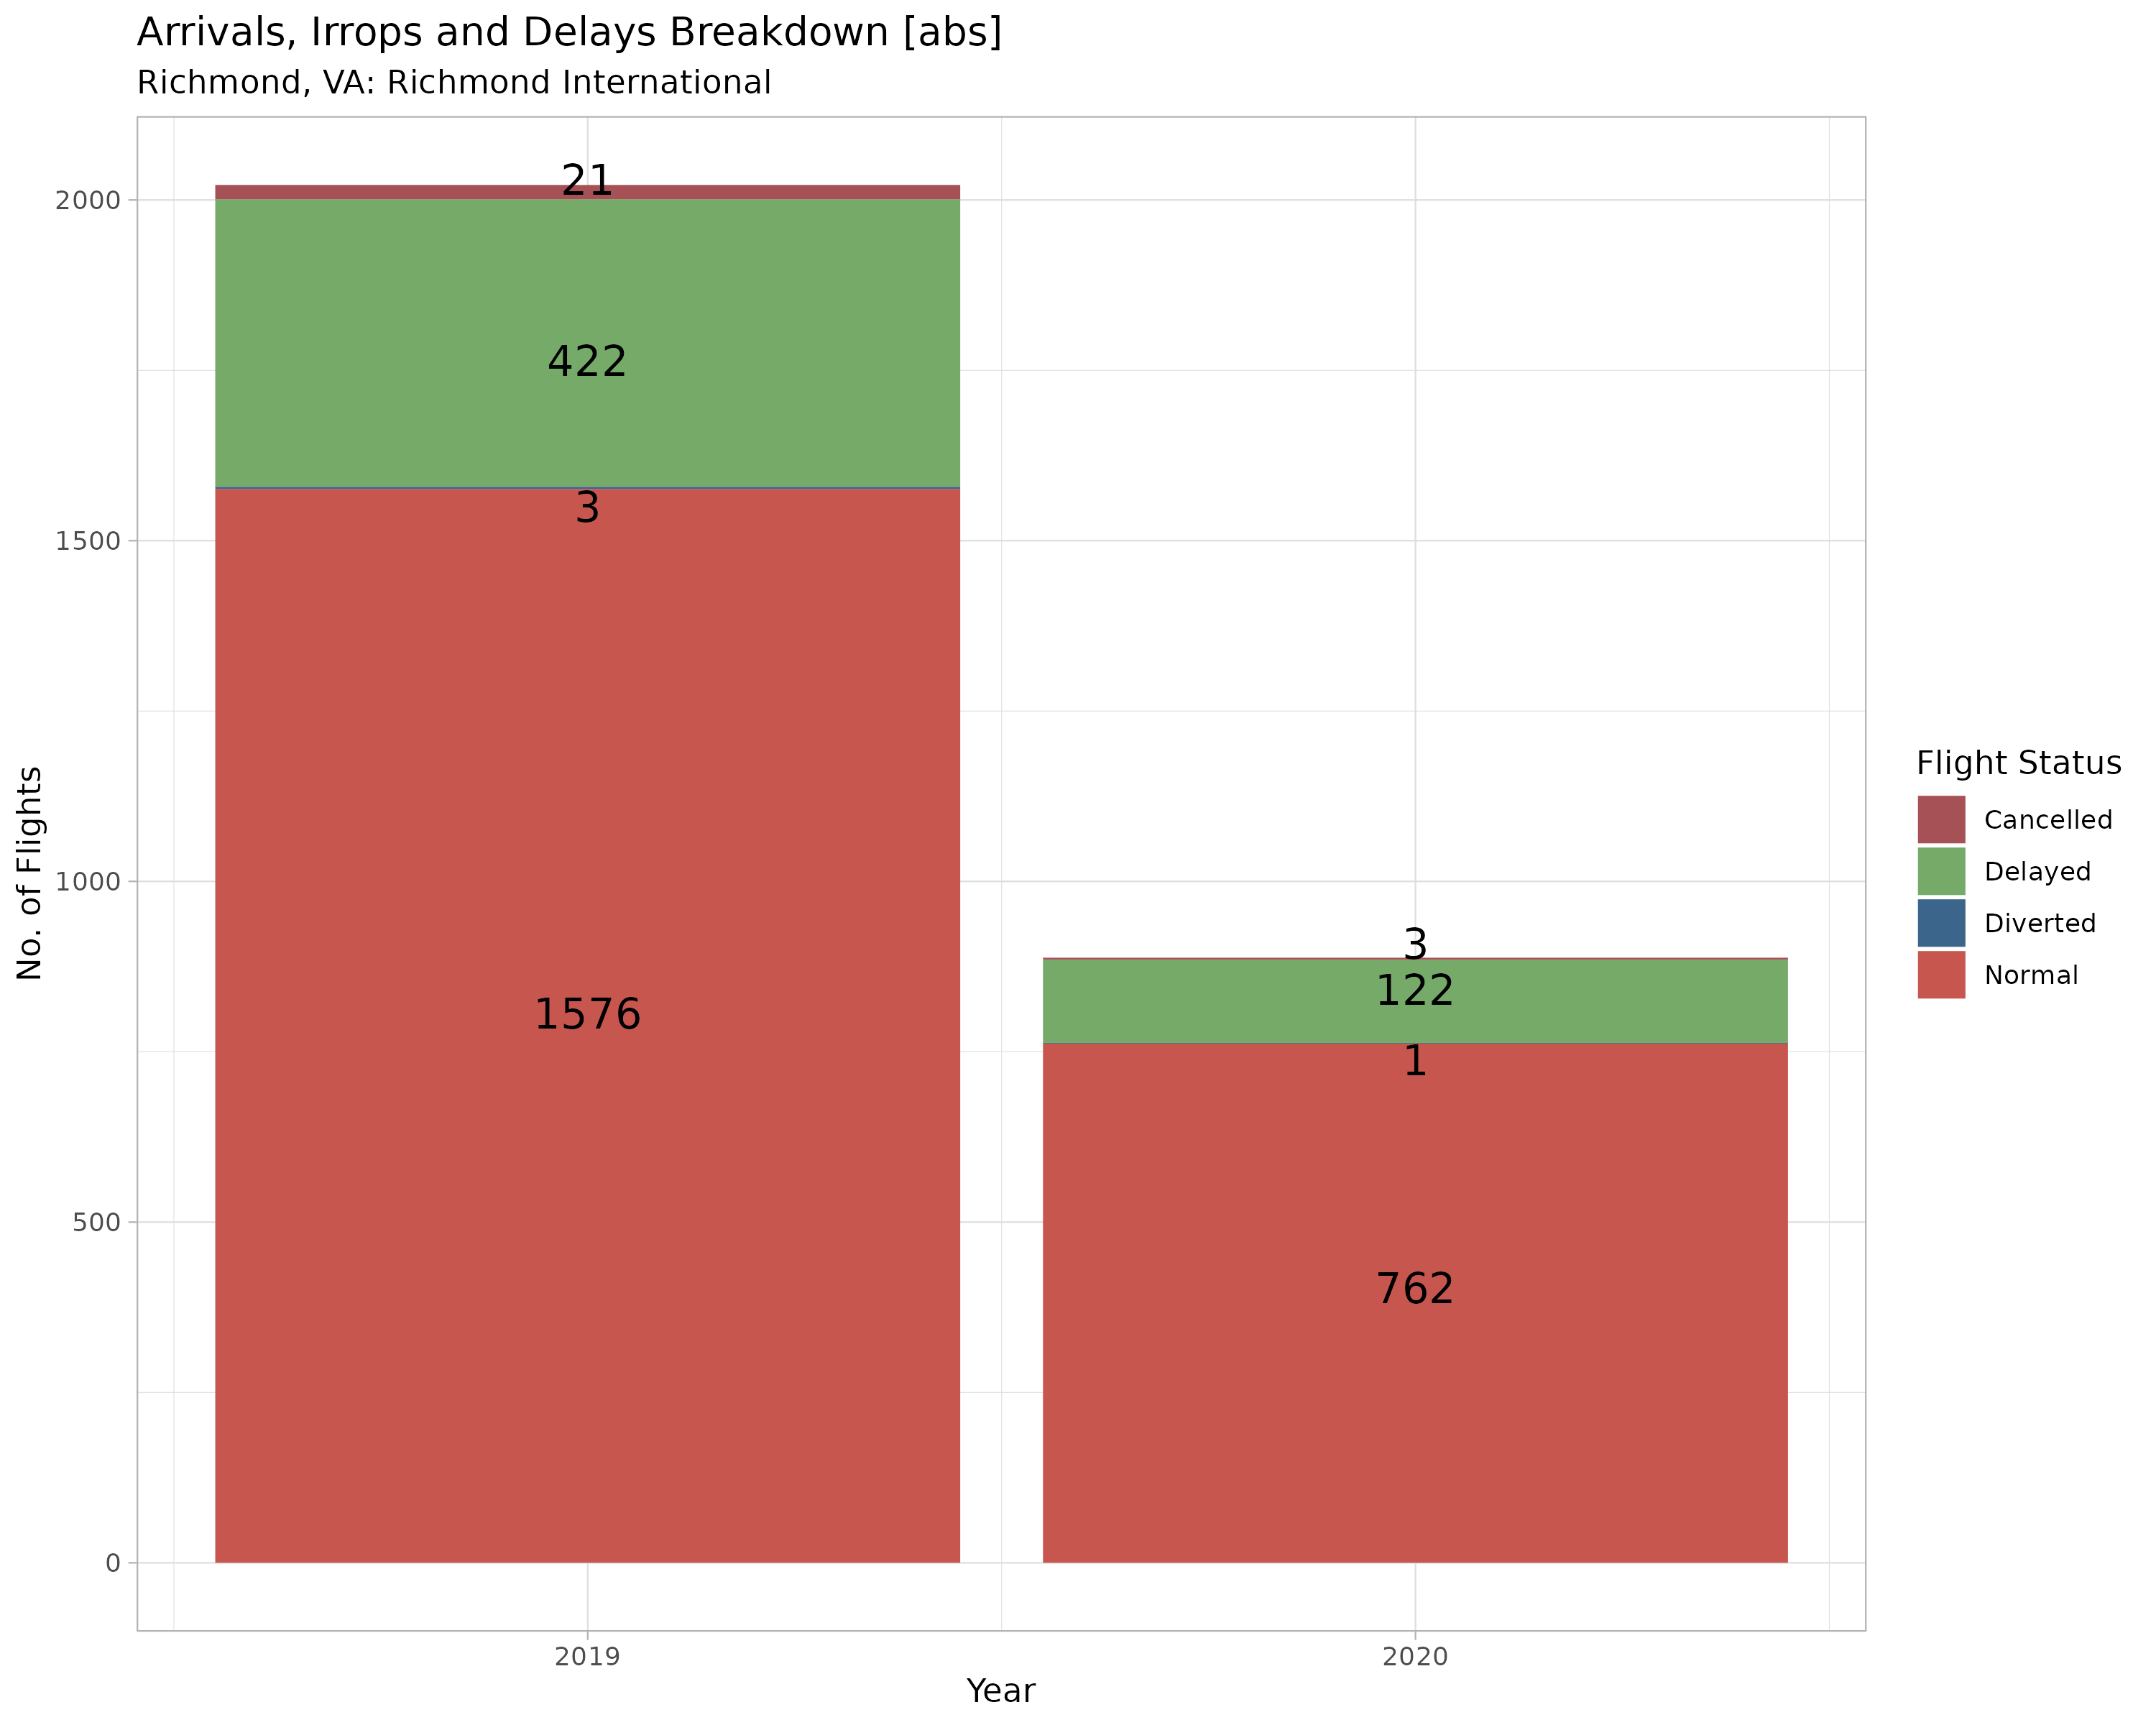 Arrivals, Irrops and Delays Breakdown [abs]
Richmond, VA: Richmond International
No. of Flights
2000
1500
1000
500
0
21
422
3
1576
3
122
1
762
2019
2020
Year
Flight Status
Cancelled
Delayed
Diverted
Normal